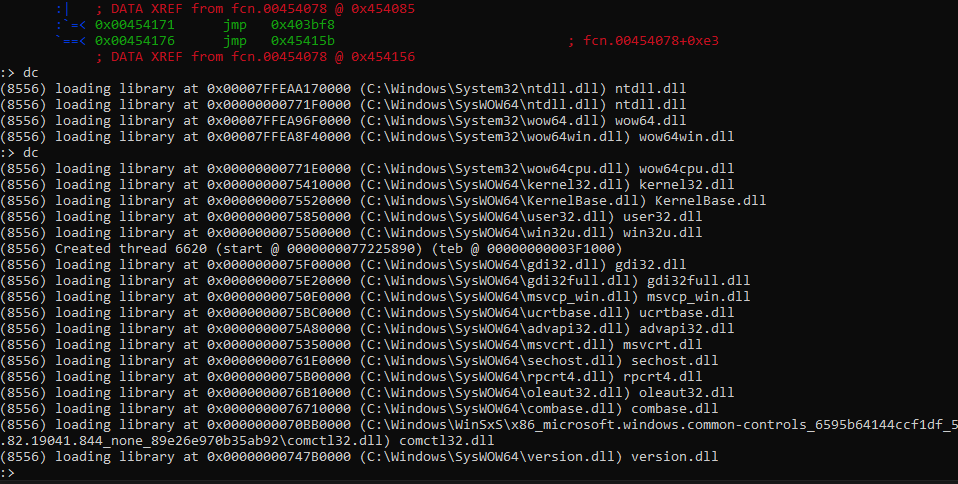 :|   ; DATA XREF from fcn.00454078 @ 0x454085
:`=< 0x00454171      jmp   0x403bf8
`==< 0x00454176      jmp   0x45415b                             ; fcn.00454078+0xe3
; DATA XREF from fcn.00454078 @ 0x454156
:> dc
(8556) loading library at 0x00007FFEAA170000 (C:\Windows\System32\ntdll.dll) ntdll.dll
(8556) loading library at 0x00000000771F0000 (C:\Windows\SysWOW64\ntdll.dll) ntdll.dll
(8556) loading library at 0x00007FFEA96F0000 (C:\Windows\System32\wow64.dll) wow64.dll
(8556) loading library at 0x00007FFEA8F40000 (C:\Windows\System32\wow64win.dll) wow64win.dll
:> dc
(8556) loading library at 0x00000000771E0000 (C:\Windows\System32\wow64cpu.dll) wow64cpu.dll
(8556) loading library at 0x0000000075410000 (C:\Windows\SysWOW64\kernel32.dll) kernel32.dll
(8556) loading library at 0x0000000075520000 (C:\Windows\SysWOW64\KernelBase.dll) KernelBase.dll
(8556) loading library at 0x0000000075850000 (C:\Windows\SysWOW64\user32.dll) user32.dll
(8556) loading library at 0x0000000075500000 (C:\Windows\SysWOW64\win32u.dll) win32u.dll
(8556) Created thread 6620 (start @ 0000000077225890) (teb @ 00000000003F1000)
(8556) loading library at 0x0000000075F00000 (C:\Windows\SysWOW64\gdi32.dll) gdi32.dll
(8556) loading library at 0x0000000075E20000 (C:\Windows\SysWOW64\gdi32full.dll) gdi32full.dll
(8556) loading library at 0x00000000750E0000 (C:\Windows\SysWOW64\msvcp_win.dll) msvcp_win.dll
(8556) loading library at 0x0000000075BC0000 (C:\Windows\SysWOW64\ucrtbase.dll) ucrtbase.dll
(8556) loading library at 0x0000000075A80000 (C:\Windows\SysWOW64\advapi32.dll) advapi32.dll
(8556) loading library at 0x0000000075350000 (C:\Windows\SysWOW64\msvcrt.dll) msvcrt.dll
(8556) loading library at 0x00000000761E0000 (C:\Windows\SysWOW64\sechost.dll) sechost.dll
(8556) loading library at 0x0000000075B00000 (C:\Windows\SysWOW64\rpcrt4.dll) rpcrt4.dll
(8556) loading library at 0x0000000076B10000 (C:\Windows\SysWOW64\oleaut32.dll) oleaut32.dll
(8556) loading library at 0x0000000076710000 (C:\Windows\SysWOW64\combase.dll) combase.dll
(8556) loading library at 0x0000000070BB0000 (C:\Windows\WinSxS\x86_microsoft.windows.common-controls_6595b64144ccf1df_5
.82.19041.844_none_89e26e970b35ab92\comctl32.dll) comctl32.dll
(8556) loading library at 0x00000000747B0000 (C:\Windows\SysWOW64\version.dll) version.dll
:>